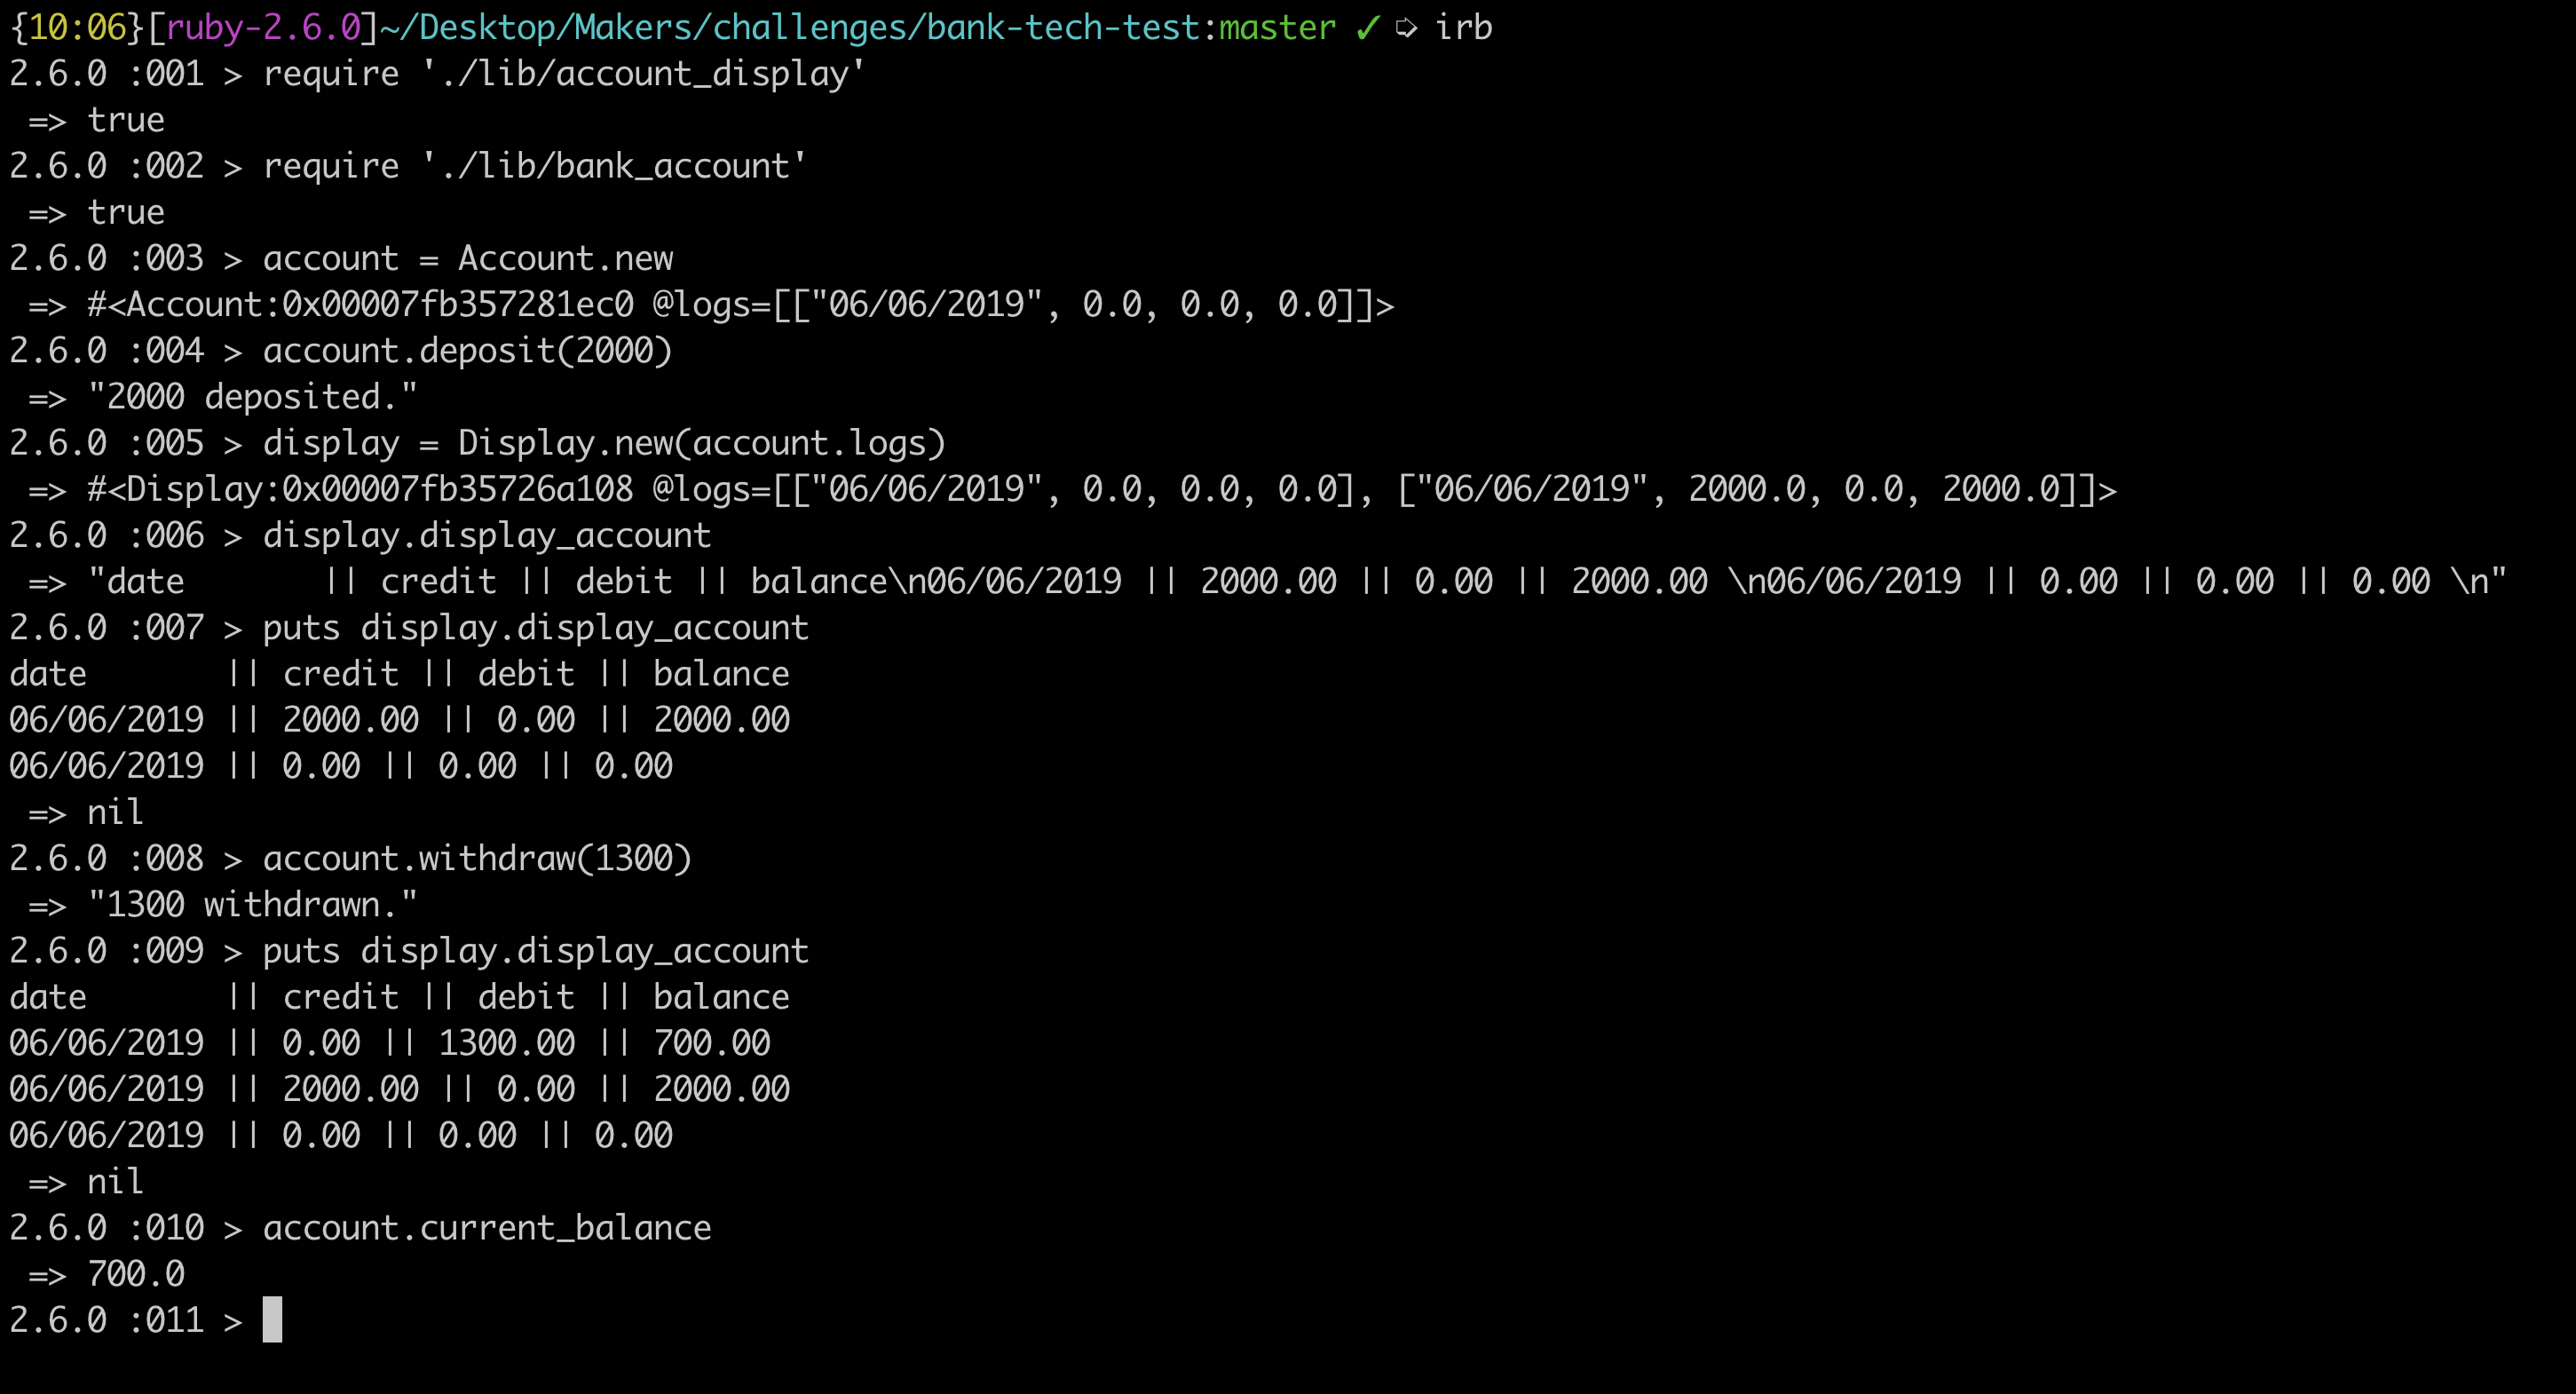 {10:06}[ruby-2.6.0]~/Desktop/Makers/challenges/bank-tech-test:master ✓ ➭ irb
2.6.0 :001 > require './lib/account_display'
 => true
2.6.0 :002 > require './lib/bank_account'
 => true
2.6.0 :003 > account = Account.new
 => #<Account:0x00007fb357281ec0 @logs=[["06/06/2019", 0.0, 0.0, 0.0]]>
2.6.0 :004 > account.deposit(2000)
 => "2000 deposited."
2.6.0 :005 > display = Display.new(account.logs)
 => #<Display:0x00007fb35726a108 @logs=[["06/06/2019", 0.0, 0.0, 0.0], ["06/06/2019", 2000.0, 0.0, 2000.0]]>
2.6.0 :006 > display.display_account
 => "date       || credit || debit || balance\n06/06/2019 || 2000.00 || 0.00 || 2000.00 \n06/06/2019 || 0.00 || 0.00 || 0.00 \n"
2.6.0 :007 > puts display.display_account
date       || credit || debit || balance
06/06/2019 || 2000.00 || 0.00 || 2000.00
06/06/2019 || 0.00 || 0.00 || 0.00
 => nil
2.6.0 :008 > account.withdraw(1300)
 => "1300 withdrawn."
2.6.0 :009 > puts display.display_account
date       || credit || debit || balance
06/06/2019 || 0.00 || 1300.00 || 700.00
06/06/2019 || 2000.00 || 0.00 || 2000.00
06/06/2019 || 0.00 || 0.00 || 0.00
 => nil
2.6.0 :010 > account.current_balance
 => 700.0
2.6.0 :011 >